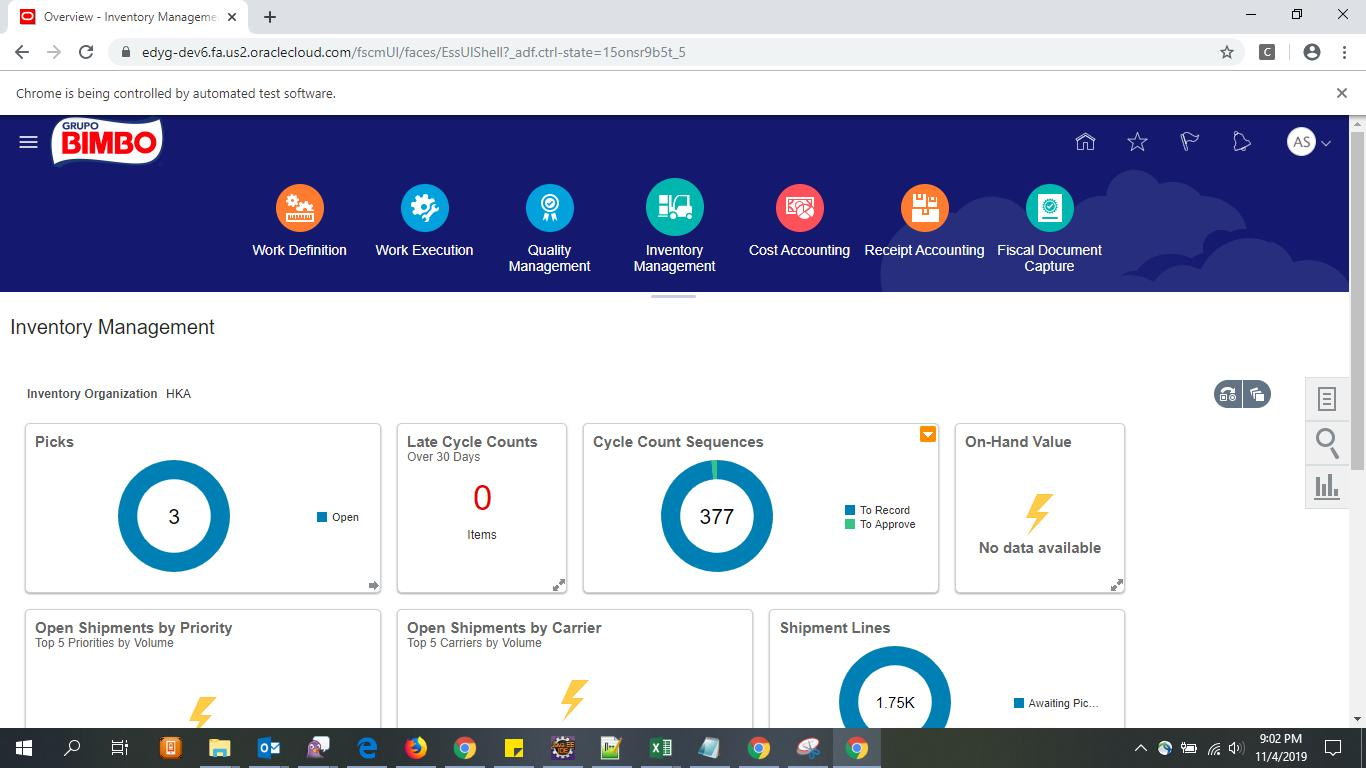 Overview - Inventory Manageme
edyg-dev6.fa.us2.oraclecloud.com/fscmUI/faces/EssUIShell?_adf.ctrl-state=15onsr9b5t_5
C
Chrome is being controlled by automated test software.
GRUPO
BIMBO
AS
Work Definition
Work Execution
Quality
Management
Inventory
Management
Cost Accounting
Receipt Accounting
Fiscal Document
Capture
Inventory Management
Inventory Organization HKA
Picks
3
Open
Late Cycle Counts
Over 30 Days
0
Items
Cycle Count Sequences
377
To Record
To Approve
On-Hand Value
No data available
Open Shipments by Priority
Top 5 Priorities by Volume
Open Shipments by Carrier
Top 5 Carriers by Volume
Shipment Lines
1.75K
Awaiting Pic...
9:02 PM
11/4/2019